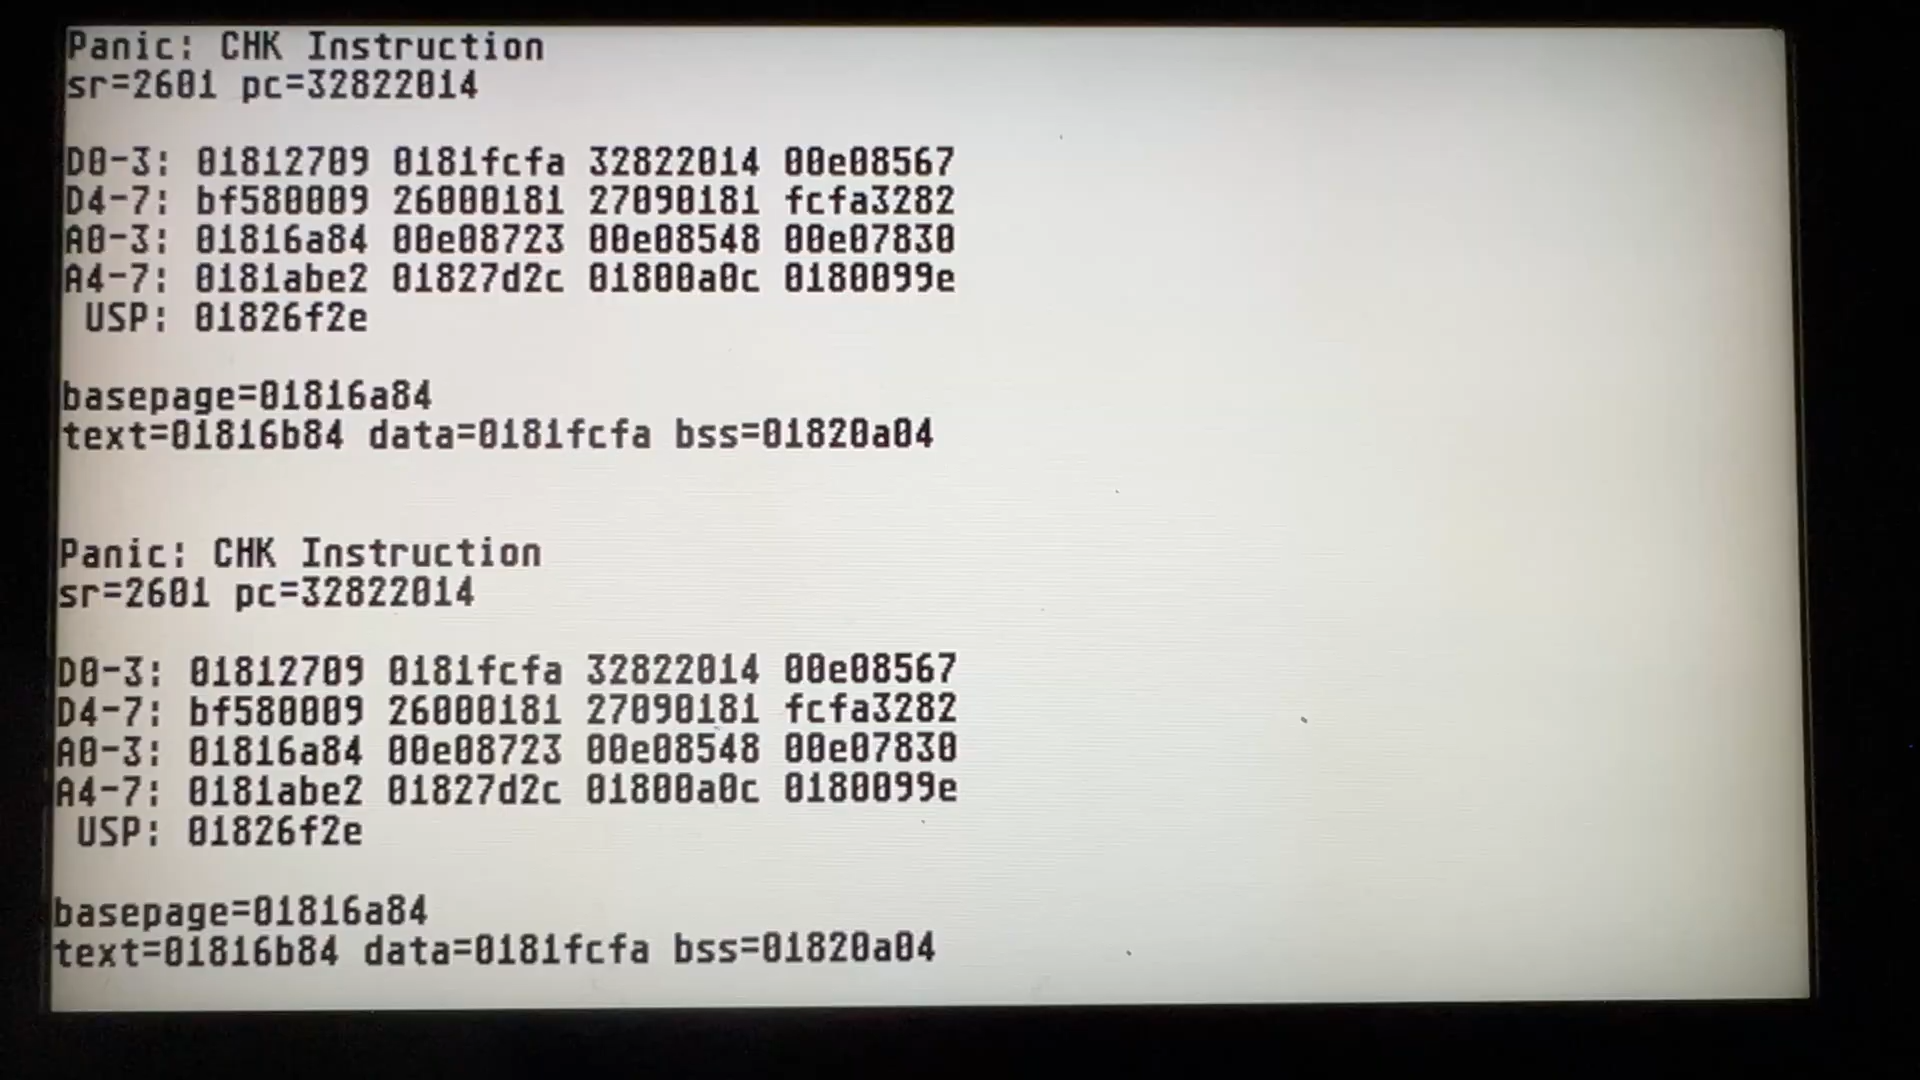 Panic: CHK Instruction
sr=2601 pc=32822014
D0-3: 01812709 0181fcfa 32822014 00e08567
D4-7: bf580009 26000181 27090181 fcfa3282
A0-3: 01816a84 00e08723 00e08548 00e07830
A4-7: 0181abe2 01827d2c 01800a0c 0180099e
USP: 01826f2e
basepage=01816a84
text=01816b84 data=0181fcfa bss=01820a04
Panic: CHK Instruction
sr=2601 pc=32822014
D0-3: 01812709 0181fcfa 32822014 00e08567
D4-7: bf580009 26000181 27090181 fcfa3282
A0-3: 01816a84 00e08723 00e08548 00e07830
A4-7: 0181abe2 01827d2c 01800a0c 0180099e
USP: 01826f2e
basepage=01816a84
text=01816b84 data=0181fcfa bss=01820a04